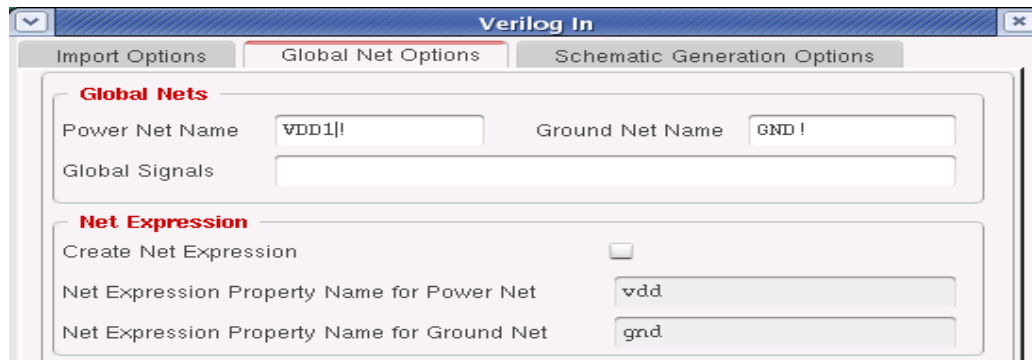 Verilog In
Import Options Global Net Options Schematic Generation Options
Global Nets
Power Net Name VDD1! Ground Net Name GND!
Global Signals
Net Expression
Create Net Expression
Net Expression Property Name for Power Net vdd
Net Expression Property Name for Ground Net gnd